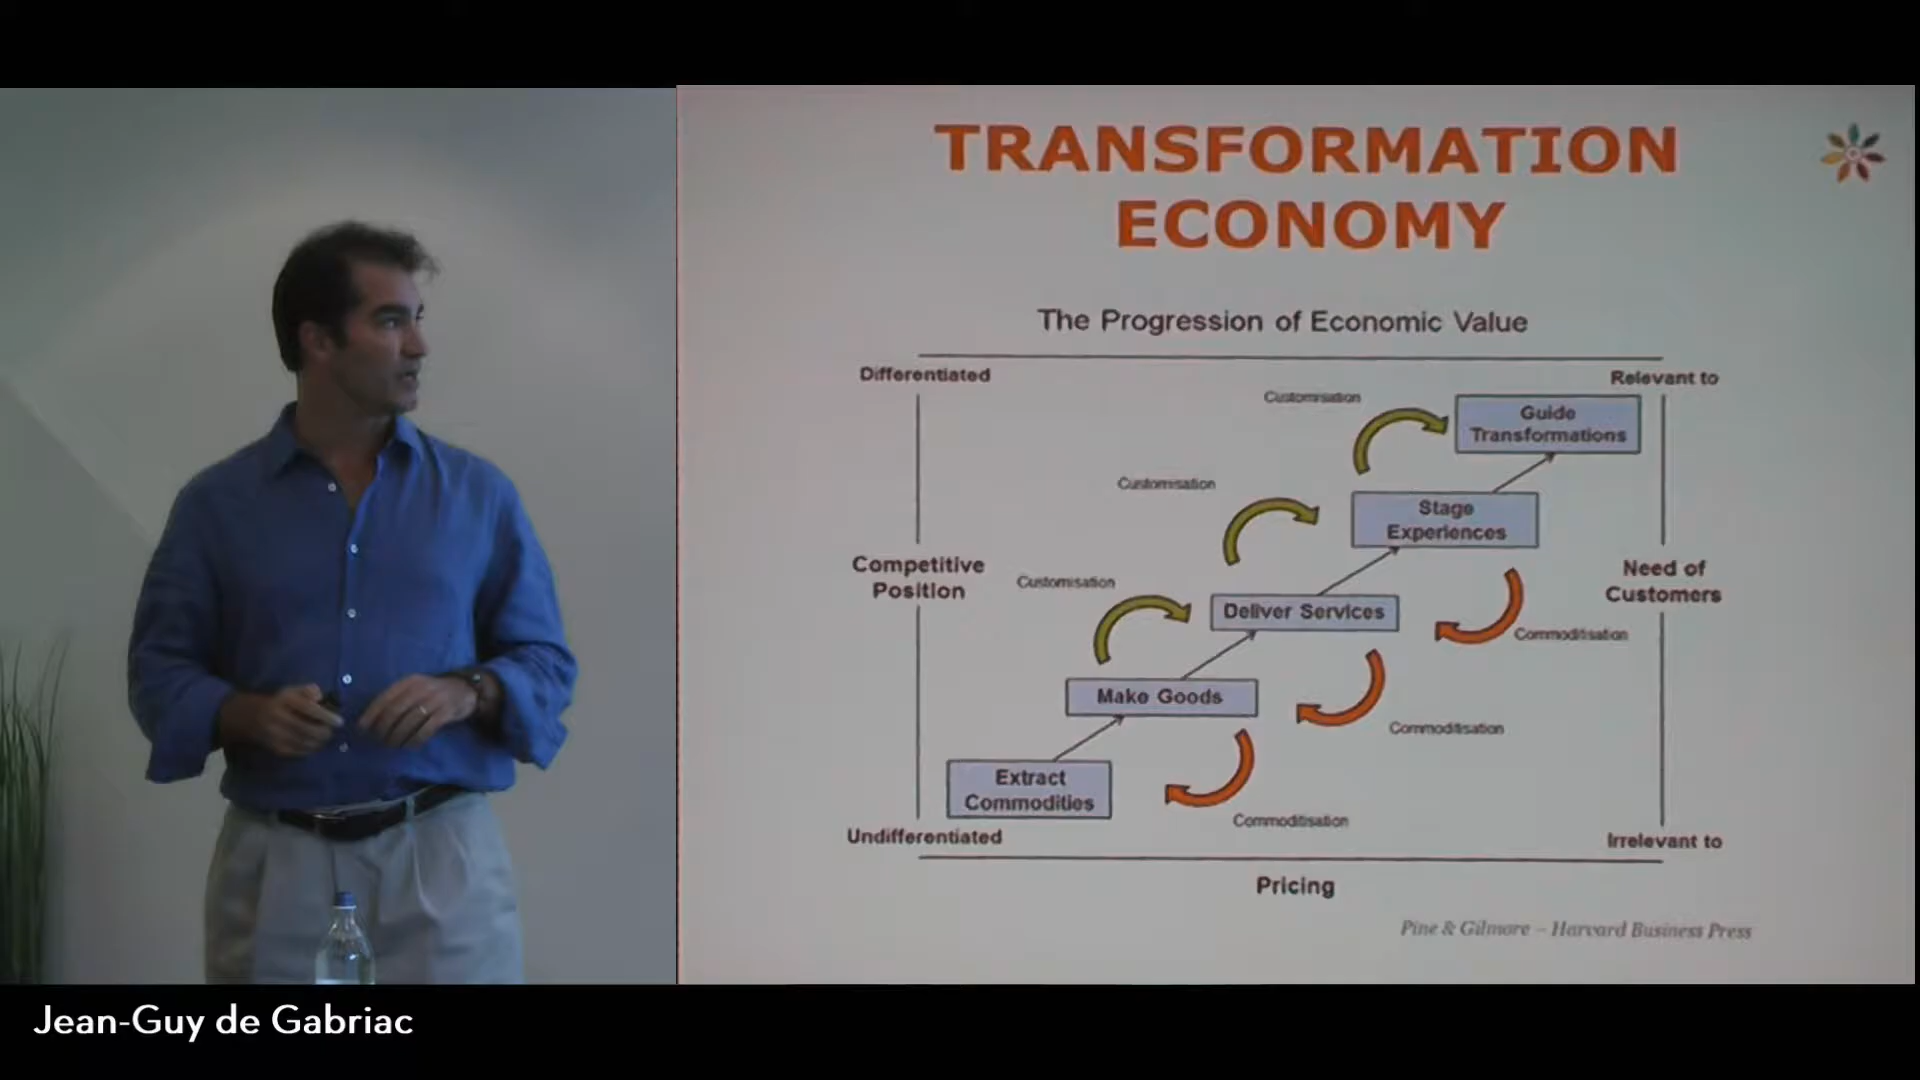 TRANSFORMATION
ECONOMY
The Progression of Economic Value
Differentiated
Relevant to
Customisation
Guide
Transformations
Customisation
Stage
Experiences
Competitive
Position
Need of
Customers
Customisation
Deliver Services
Commoditisation
Make Goods
Commoditisation
Extract
Commodities
Commoditisation
Undifferentiated
Irrelevant to
Pricing
Pine & Gilmore – Harvard Business Press
Jean-Guy de Gabriac